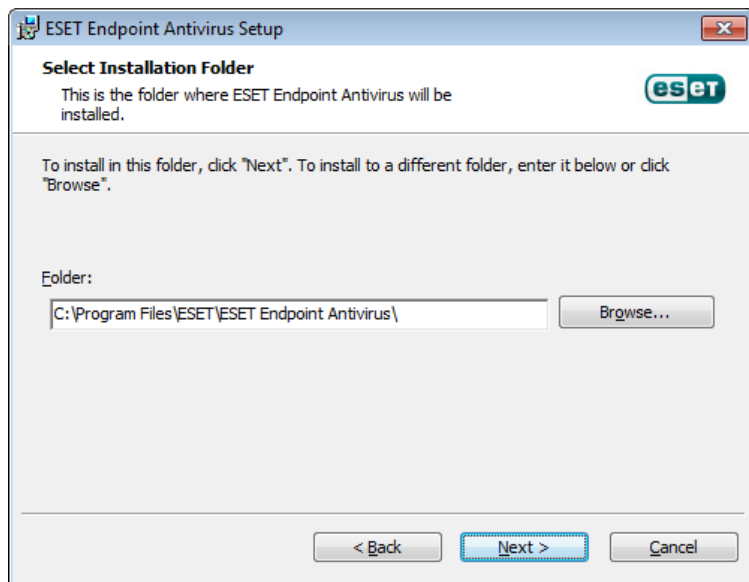 ESET Endpoint Antivirus Setup
Select Installation Folder
This is the folder where ESET Endpoint Antivirus will be
installed.
eseT
To install in this folder, click "Next". To install to a different folder, enter it below or click
"Browse".
Folder:
C:\Program Files\ESET\ESET Endpoint Antivirus\
Browse...
< Back
Next >
Cancel